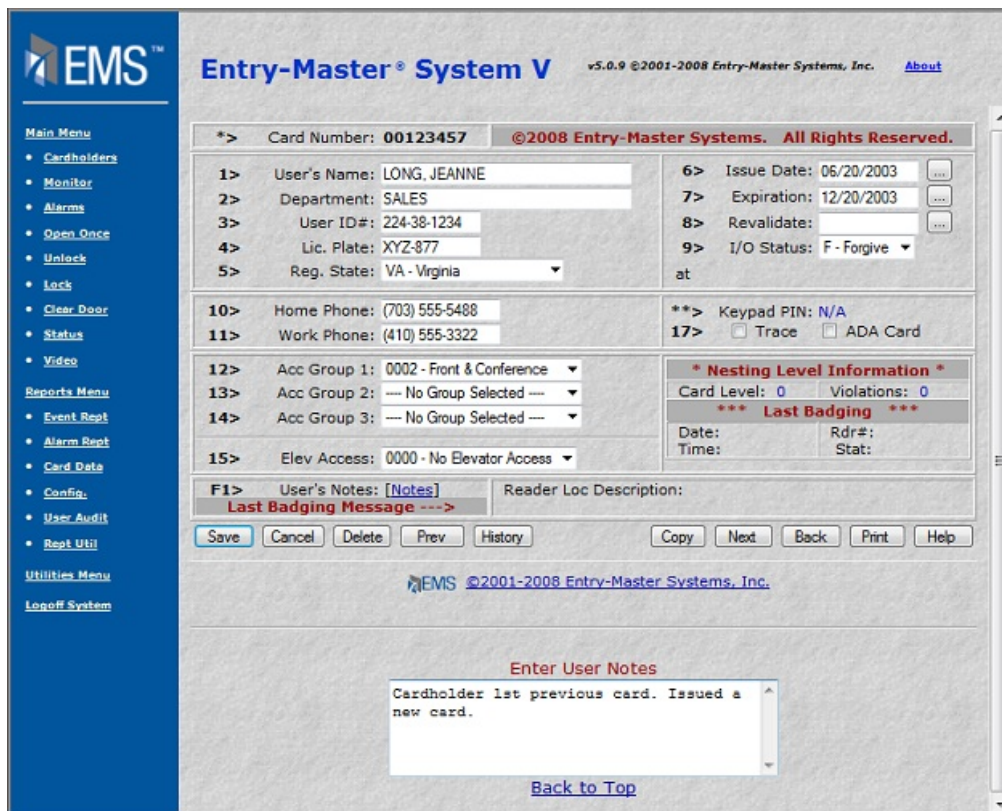 EMS™
Entry-Master® System V v5.0.9 ©2001-2008 Entry-Master Systems, Inc. About
Main Menu
Cardholders
Monitor
Alarms
Open Once
Unlock
Lock
Clear Door
Status
Video
Reports Menu
Event Rept
Alarm Rept
Card Data
Config.
User Audit
Rept Util
Utilities Menu
Logoff System
*> Card Number: 00123457 ©2008 Entry-Master Systems. All Rights Reserved.
1> User's Name: LONG, JEANNE
2> Department: SALES
3> User ID#: 224-38-1234
4> Lic. Plate: XYZ-877
5> Reg. State: VA - Virginia
6> Issue Date: 06/20/2003 ...
7> Expiration: 12/20/2003 ...
8> Revalidate: ...
9> I/O Status: F - Forgive
at
10> Home Phone: (703) 555-5488
11> Work Phone: (410) 555-3322
**> Keypad PIN: N/A
17> Trace ADA Card
12> Acc Group 1: 0002 - Front & Conference
13> Acc Group 2: ---- No Group Selected ----
14> Acc Group 3: ---- No Group Selected ----
15> Elev Access: 0000 - No Elevator Access
* Nesting Level Information *
Card Level: 0 Violations: 0
*** Last Badging ***
Date: Rdr#:
Time: Stat:
F1> User's Notes: [Notes] Reader Loc Description:
Last Badging Message --->
Save Cancel Delete Prev History Copy Next Back Print Help
EMS ©2001-2008 Entry-Master Systems, Inc.
Enter User Notes
Cardholder lst previous card. Issued a
new card.
Back to Top